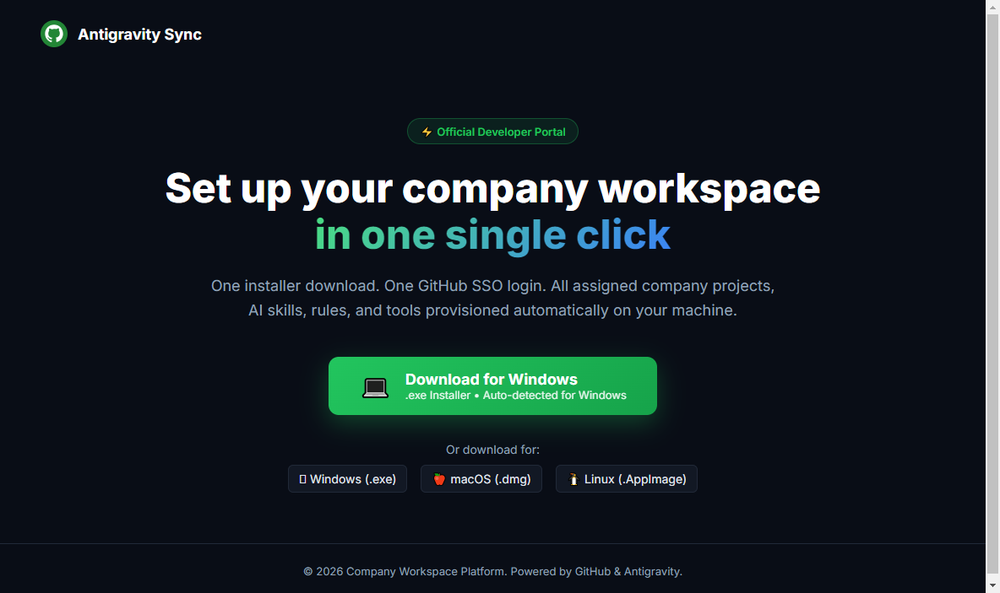 Antigravity Sync
⚡ Official Developer Portal
Set up your company workspace
in one single click
One installer download. One GitHub SSO login. All assigned company projects,
AI skills, rules, and tools provisioned automatically on your machine.
Download for Windows
.exe Installer • Auto-detected for Windows
Or download for:
Windows (.exe)
macOS (.dmg)
Linux (.AppImage)
© 2026 Company Workspace Platform. Powered by GitHub & Antigravity.